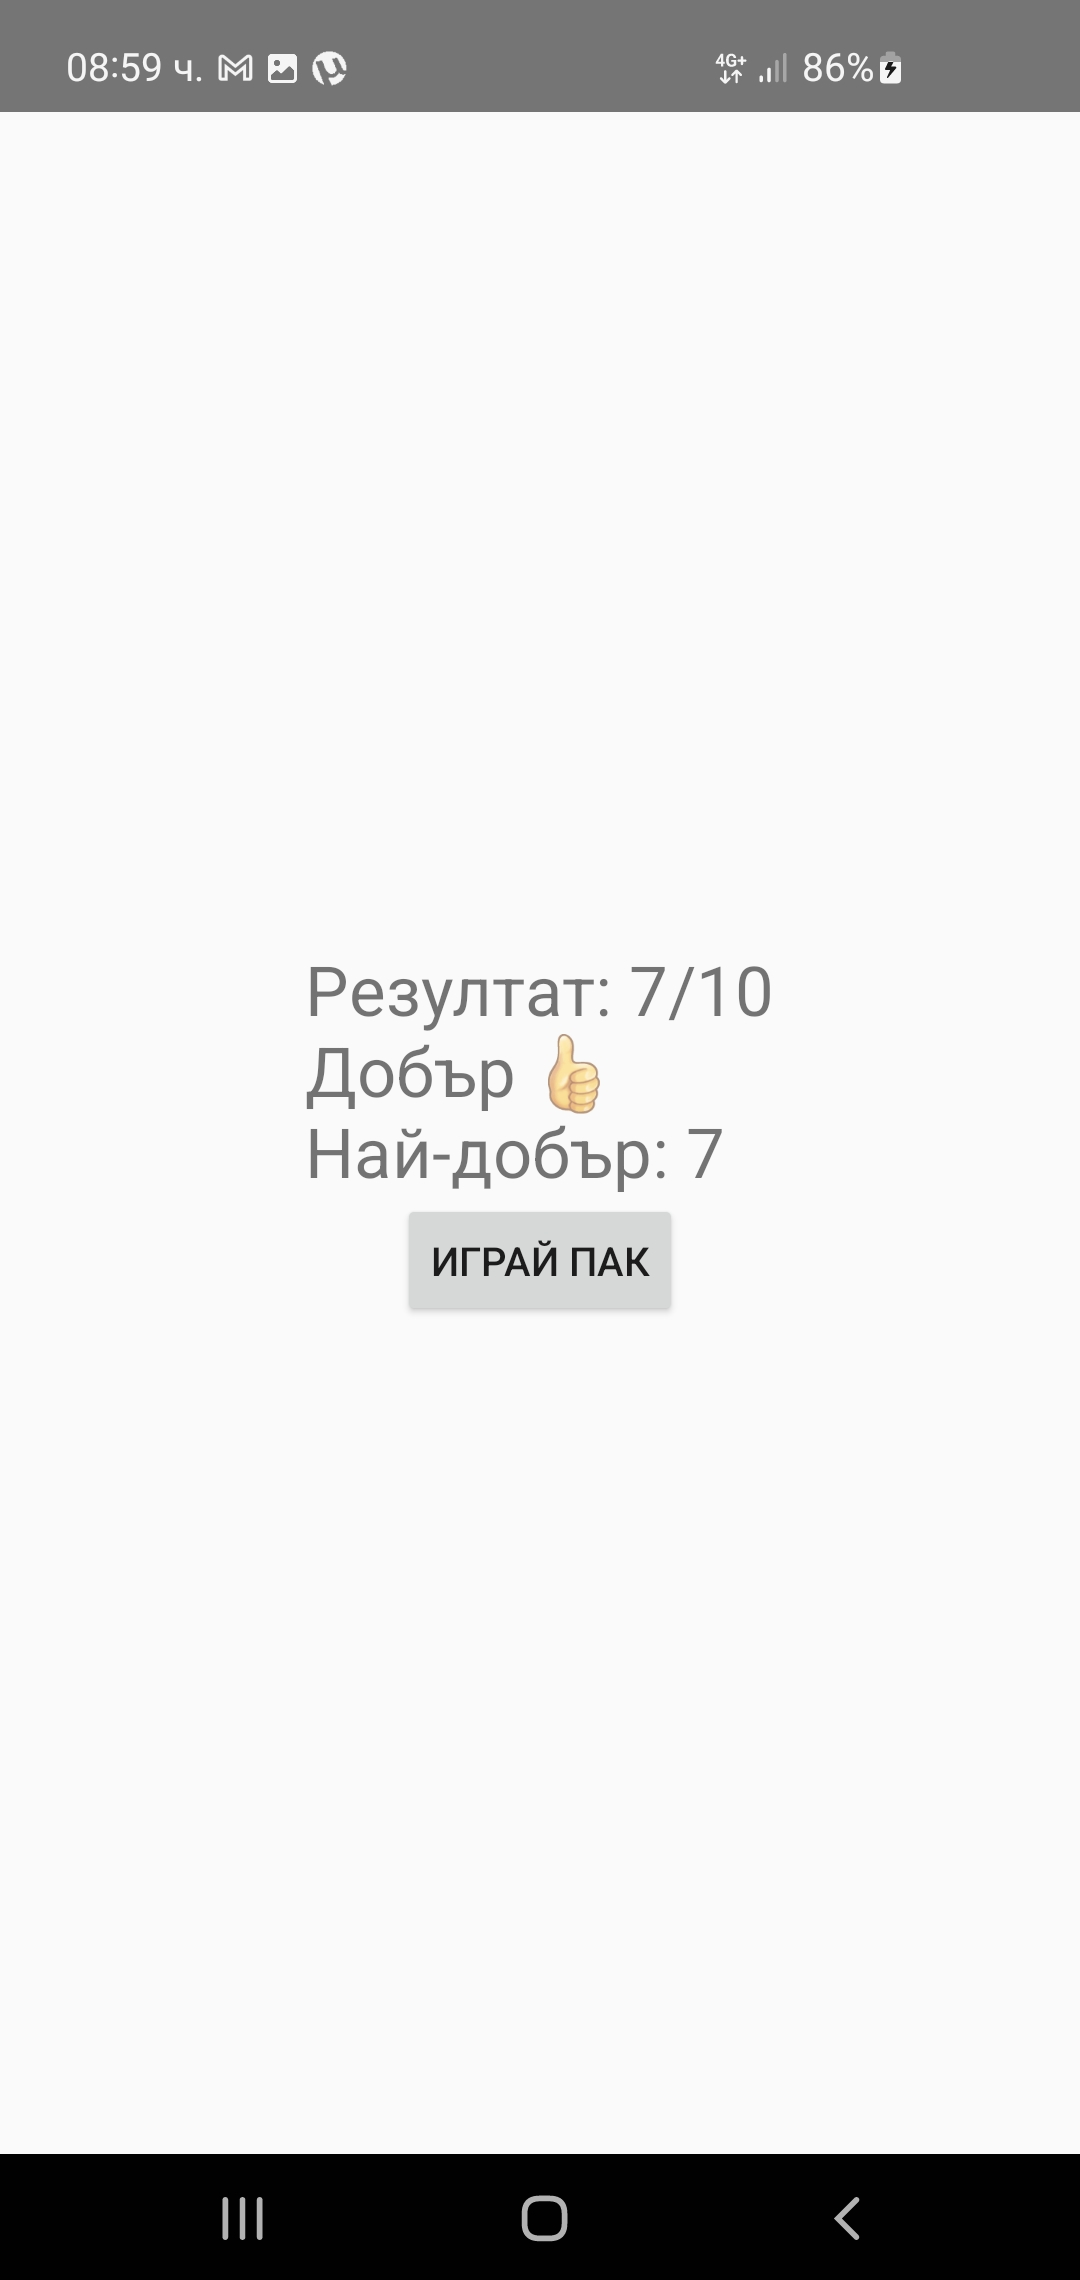 08:59 ч. 4G+ 86%
Резултат: 7/10
Добър 👍
Най-добър: 7
ИГРАЙ ПАК